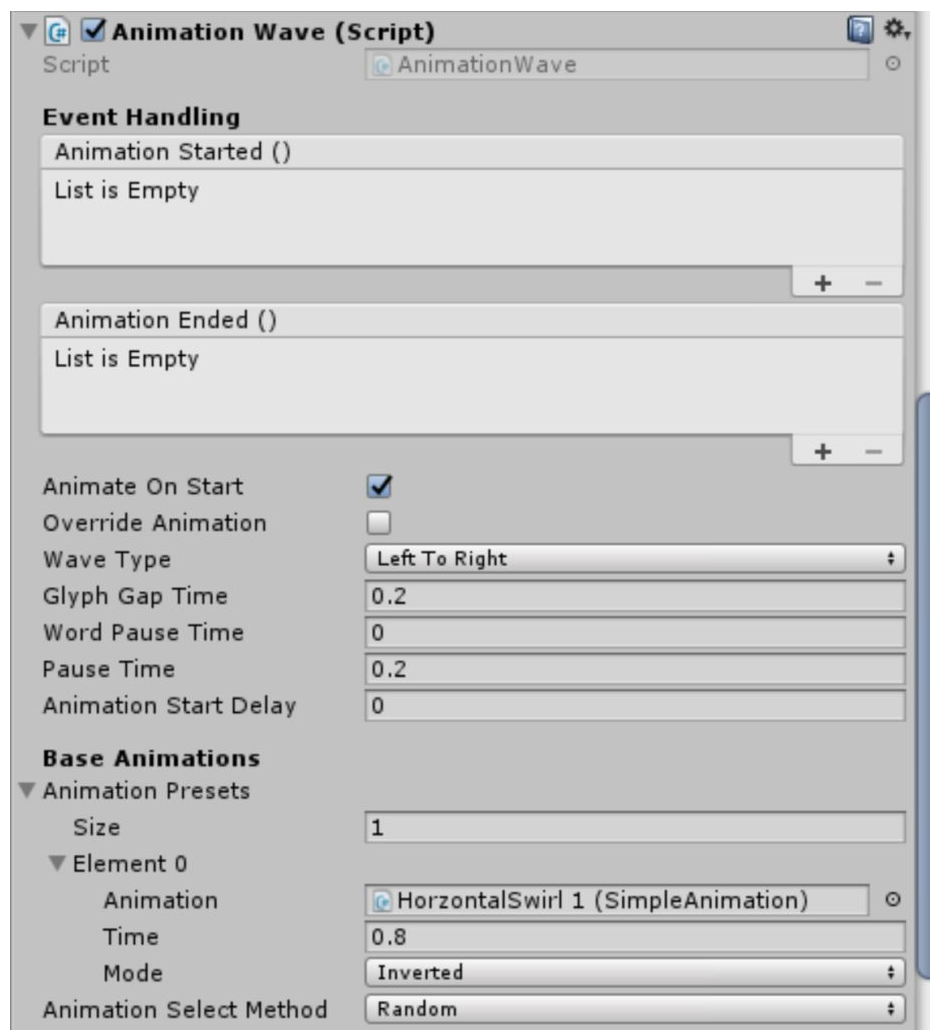 Animation Wave (Script)
Script AnimationWave
Event Handling
Animation Started ()
List is Empty
+ −
Animation Ended ()
List is Empty
+ −
Animate On Start
Override Animation
Wave Type Left To Right
Glyph Gap Time 0.2
Word Pause Time 0
Pause Time 0.2
Animation Start Delay 0
Base Animations
Animation Presets
Size 1
Element 0
Animation HorzontalSwirl 1 (SimpleAnimation)
Time 0.8
Mode Inverted
Animation Select Method Random